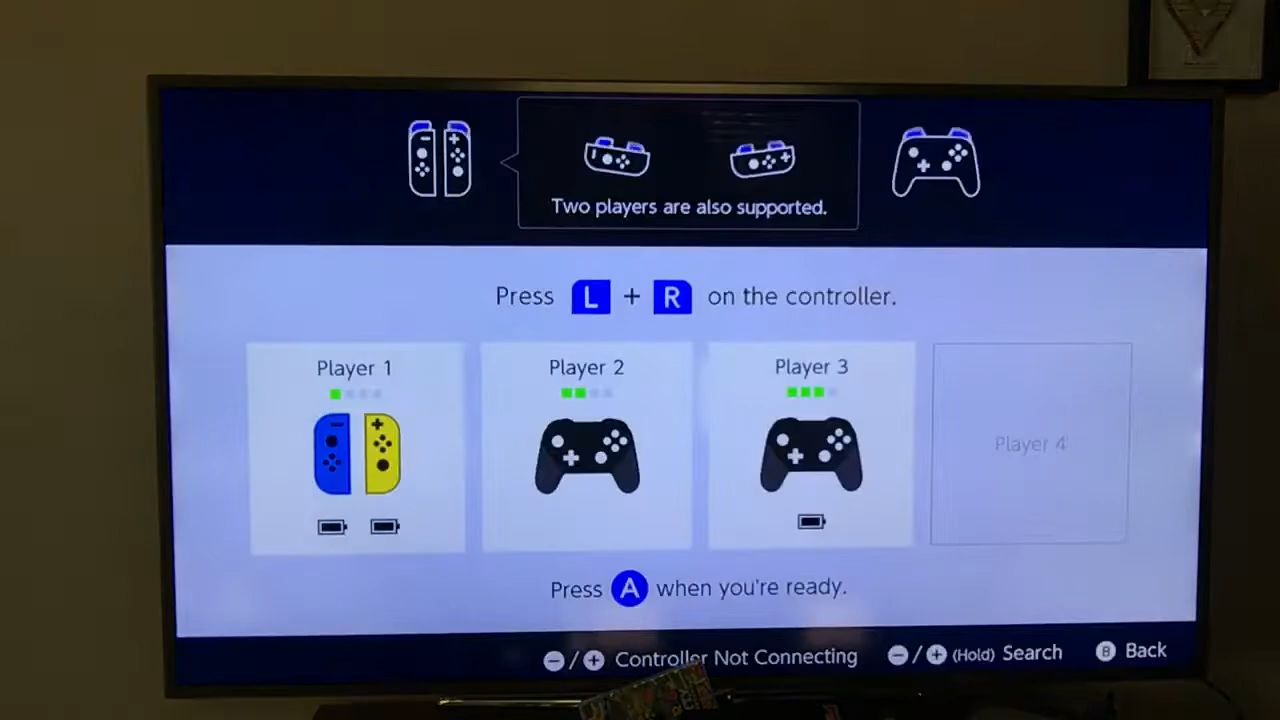 Two players are also supported.
Press L + R on the controller.
Player 1
Player 2
Player 3
Player 4
Press A when you're ready.
−/+ Controller Not Connecting
−/+ (Hold) Search
B Back